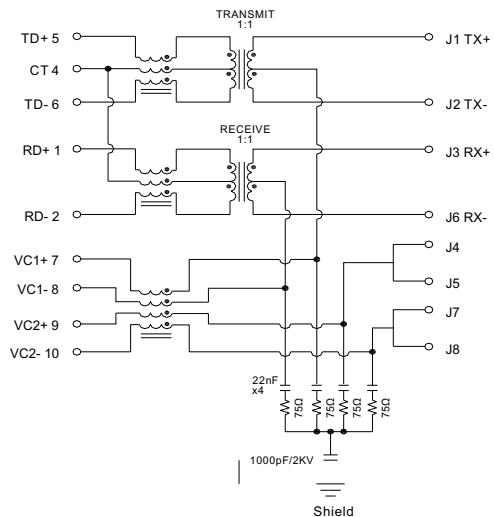 TRANSMIT
1:1
TD+ 5
J1 TX+
CT 4
TD- 6
J2 TX-
RECEIVE
1:1
RD+ 1
J3 RX+
RD- 2
J6 RX-
J4
VC1+ 7
J5
VC1- 8
J7
VC2+ 9
J8
VC2- 10
22nF
x4
75Ω
75Ω
75Ω
75Ω
1000pF/2KV
Shield